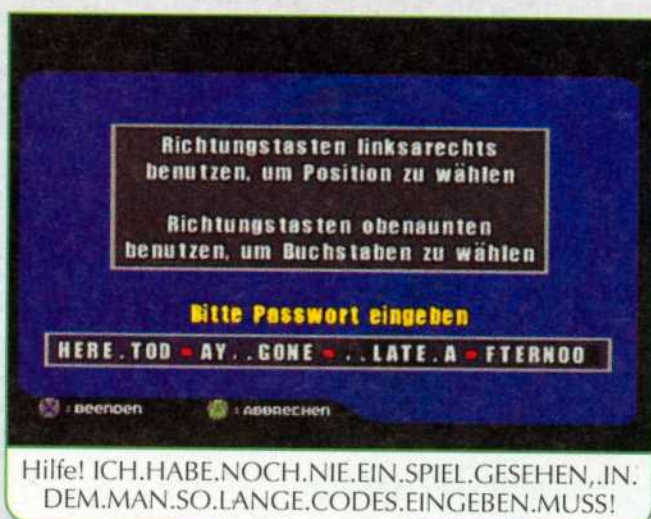 Richtungstasten linksarechts
benutzen, um Position zu wählen
Richtungstasten obenaunten
benutzen, um Buchstaben zu wählen
Bitte Passwort eingeben
HERE.TOD - AY..GONE - ..LATE.A - FTERNOO
: BEENDEN : ABBRECHEN
Hilfe! ICH.HABE.NOCH.NIE.EIN.SPIEL.GESEHEN,.IN.
DEM.MAN.SO.LANGE.CODES.EINGEBEN.MUSS!